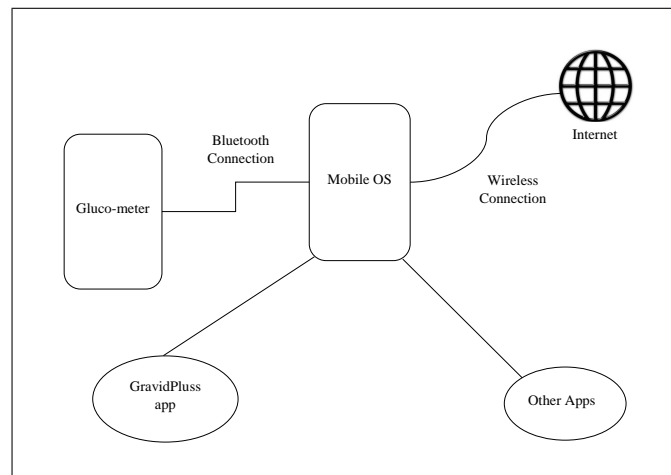 Internet
Bluetooth
Connection
Mobile OS
Wireless
Connection
Gluco-meter
GravidPluss
app
Other Apps